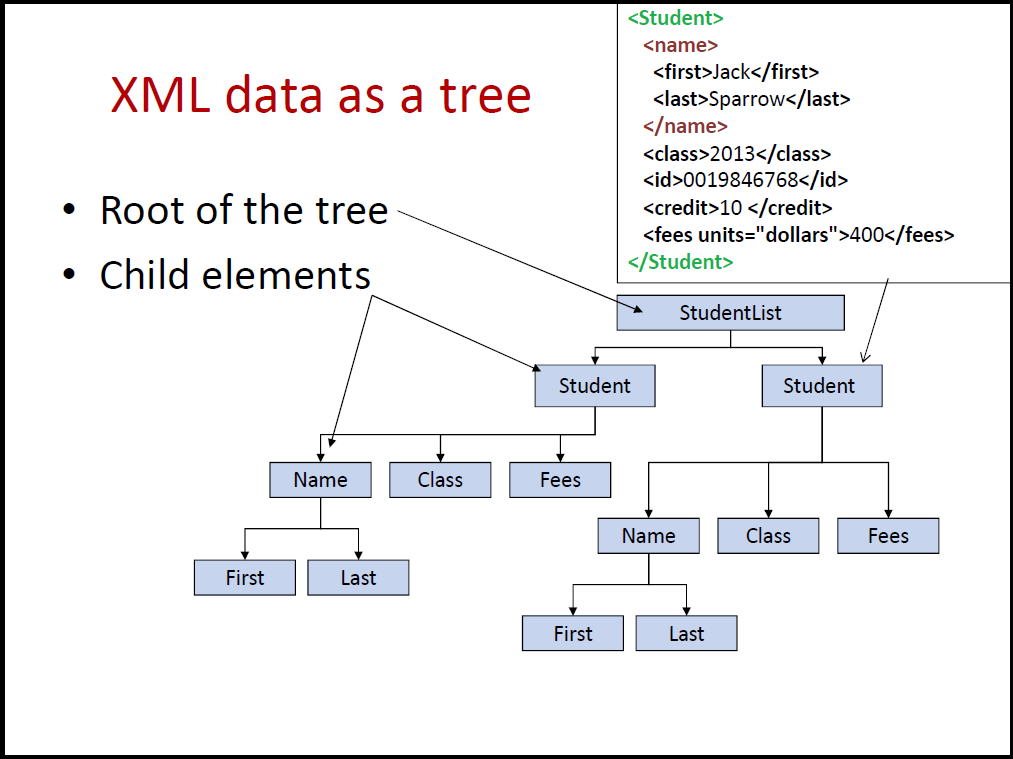 XML data as a tree
• Root of the tree
• Child elements
<Student>
<name>
<first>Jack</first>
<last>Sparrow</last>
</name>
<class>2013</class>
<id>0019846768</id>
<credit>10 </credit>
<fees units="dollars">400</fees>
</Student>
StudentList
Student
Student
Name
Class
Fees
Name
Class
Fees
First
Last
First
Last